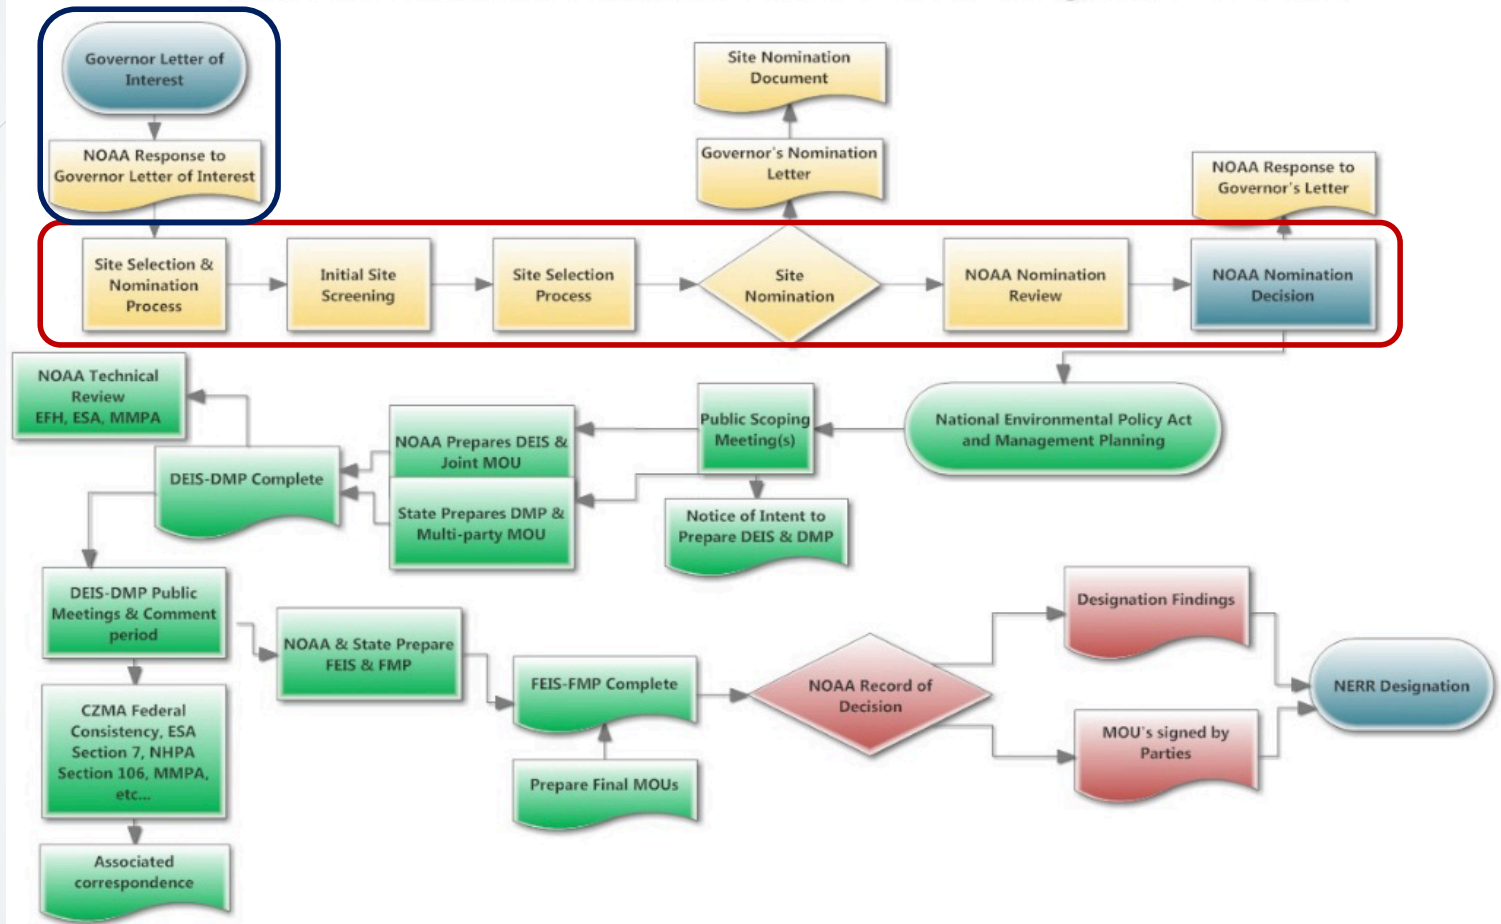 Governor Letter of
Interest
NOAA Response to
Governor Letter of Interest
Site Nomination
Document
Governor's Nomination
Letter
NOAA Response to
Governor's Letter
Site Selection &
Nomination
Process
Initial Site
Screening
Site Selection
Process
Site
Nomination
NOAA Nomination
Review
NOAA Nomination
Decision
National Environmental Policy Act
and Management Planning
Public Scoping
Meeting(s)
Notice of Intent to
Prepare DEIS & DMP
NOAA Prepares DEIS &
Joint MOU
State Prepares DMP &
Multi-party MOU
DEIS-DMP Complete
NOAA Technical
Review
EFH, ESA, MMPA
DEIS-DMP Public
Meetings & Comment
period
CZMA Federal
Consistency, ESA
Section 7, NHPA
Section 106, MMPA,
etc...
Associated
correspondence
NOAA & State Prepare
FEIS & FMP
FEIS-FMP Complete
Prepare Final MOUs
NOAA Record of
Decision
Designation Findings
MOU's signed by
Parties
NERR Designation